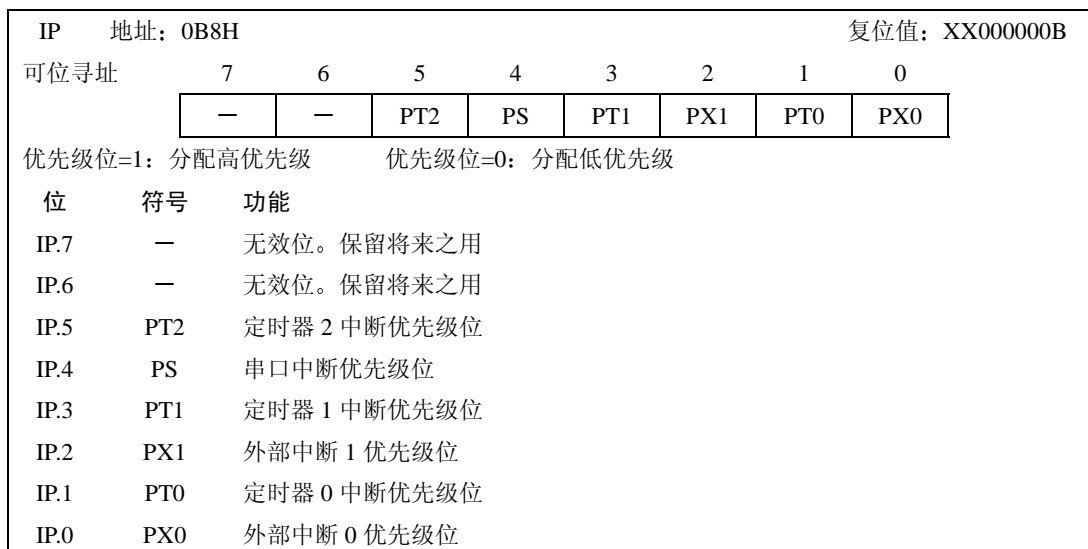 IP 地址：0B8H 复位值：XX000000B
可位寻址 7 6 5 4 3 2 1 0
— — PT2 PS PT1 PX1 PT0 PX0
优先级位=1：分配高优先级 优先级位=0：分配低优先级
位 符号 功能
IP.7 — 无效位。保留将来之用
IP.6 — 无效位。保留将来之用
IP.5 PT2 定时器 2 中断优先级位
IP.4 PS 串口中断优先级位
IP.3 PT1 定时器 1 中断优先级位
IP.2 PX1 外部中断 1 优先级位
IP.1 PT0 定时器 0 中断优先级位
IP.0 PX0 外部中断 0 优先级位